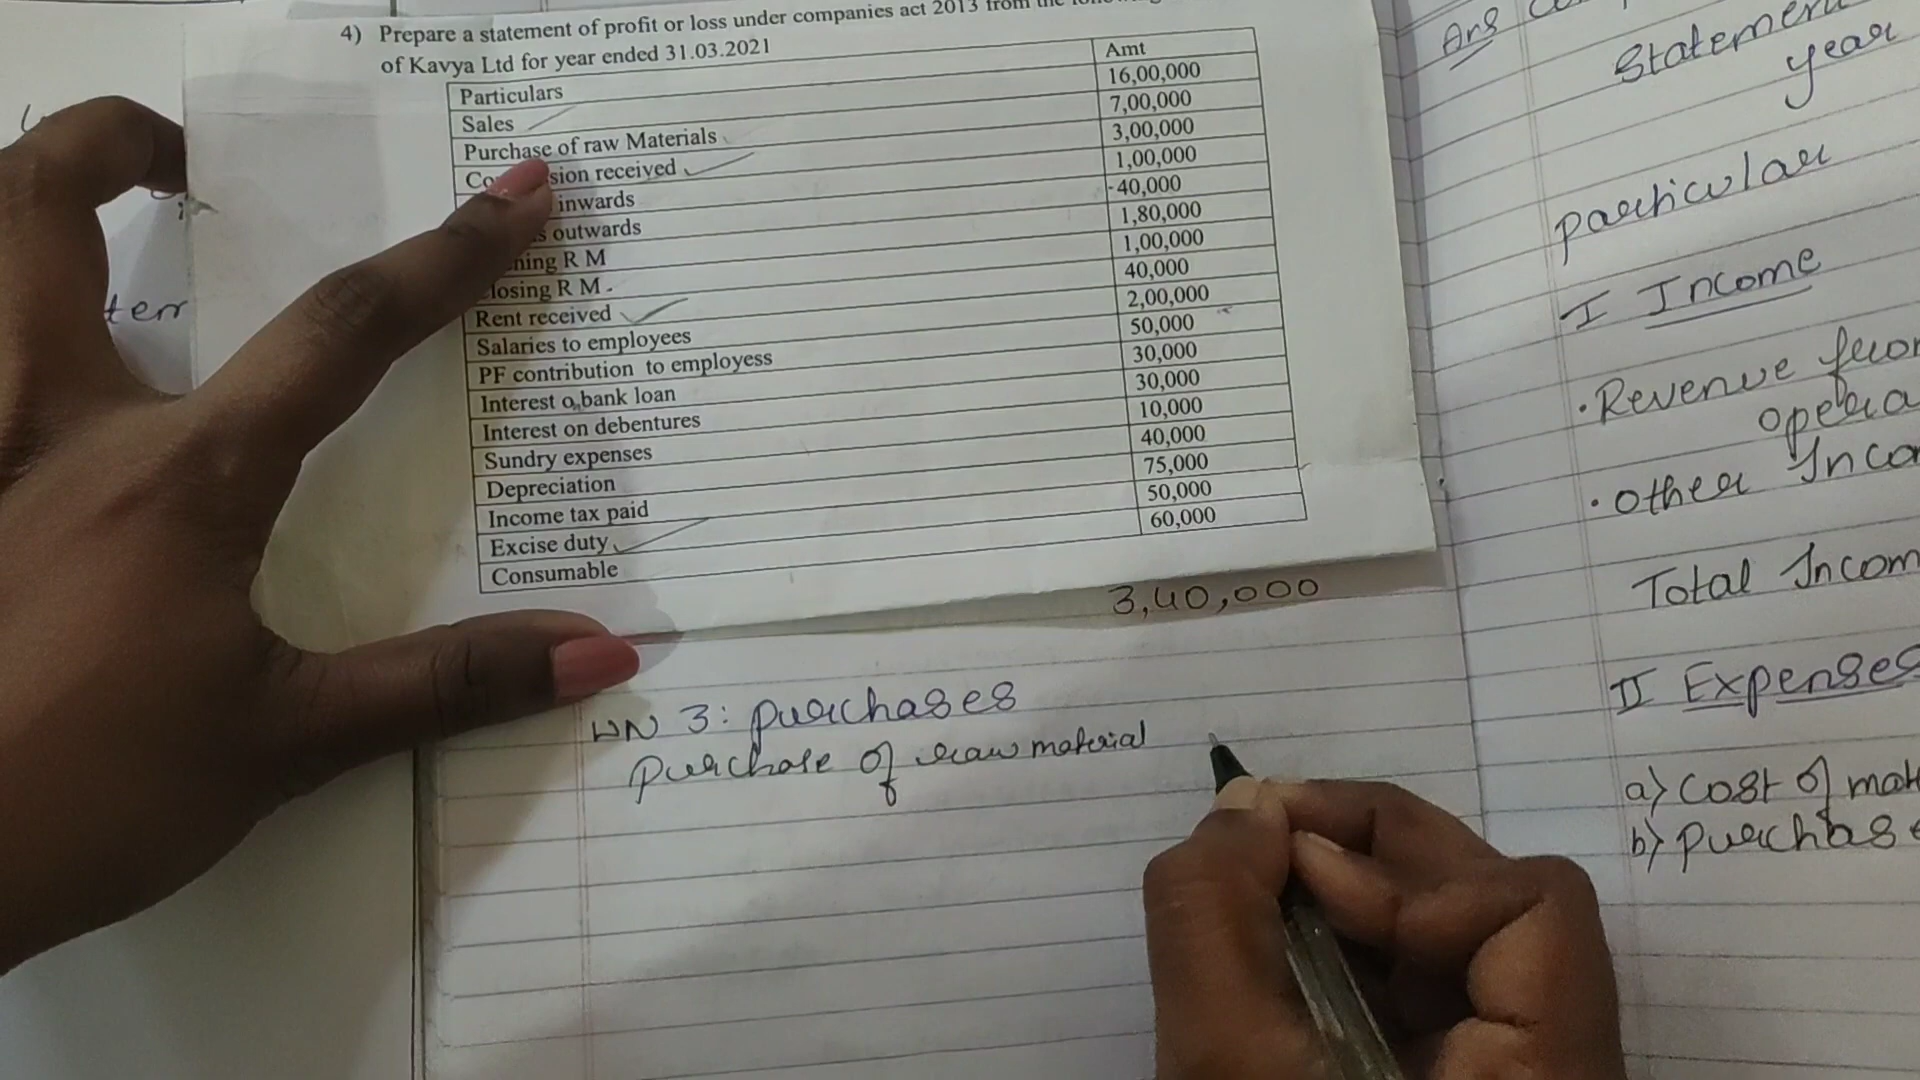 4) Prepare a statement of profit or loss under companies act 2013 from the
of Kavya Ltd for year ended 31.03.2021
Particulars Amt
Sales 16,00,000
Purchase of raw Materials 7,00,000
Co sion received 3,00,000
inwards 1,00,000
s outwards 40,000
ning R M 1,80,000
losing R M 1,00,000
Rent received 40,000
Salaries to employees 2,00,000
PF contribution to employess 50,000
Interest o bank loan 30,000
Interest on debentures 30,000
Sundry expenses 10,000
Depreciation 40,000
Income tax paid 75,000
Excise duty 50,000
Consumable 60,000
3,40,000
WN 3: purchases
purchase of raw material
ter
Ans
Statemen
year
particular
I Income
• Revenue from
opera
• Other Inco
Total Incom
II Expenses
a) Cost of mat
b) purchase